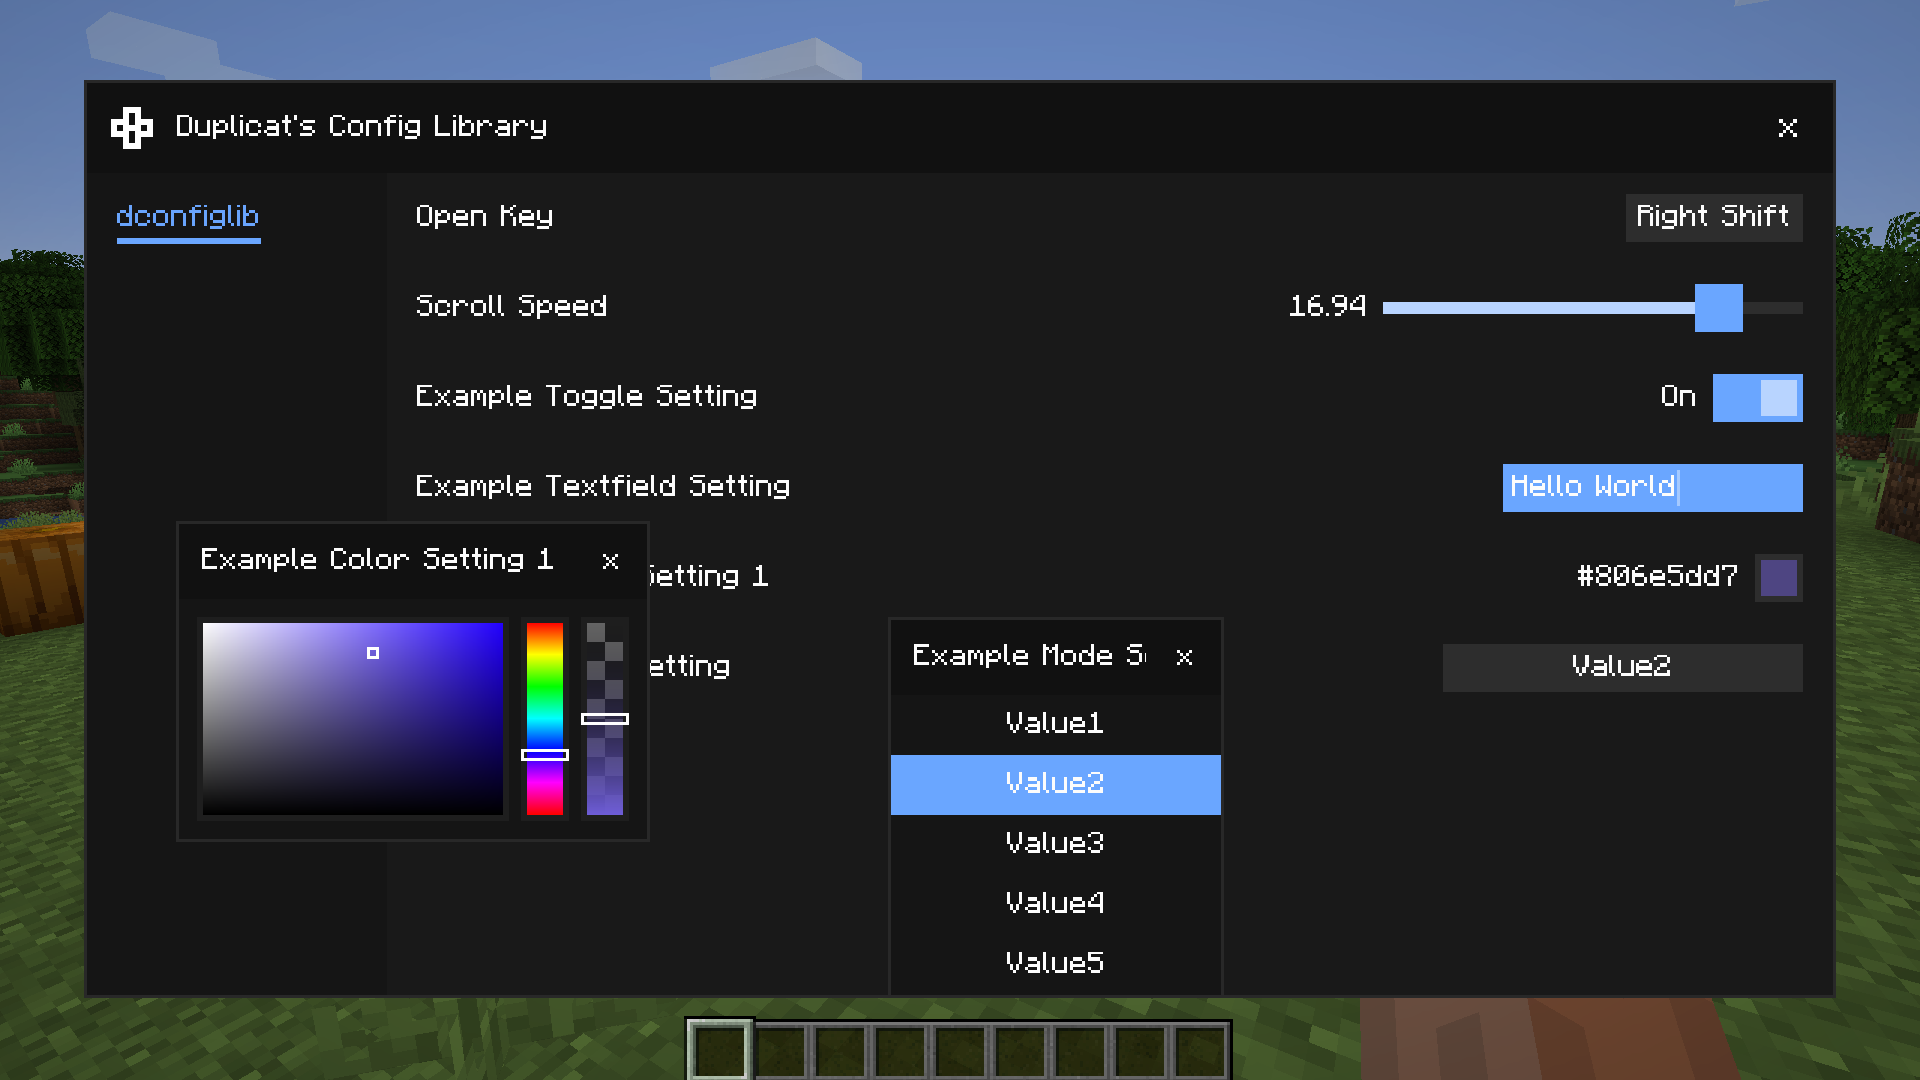 Duplicat's Config Library
dconfiglib
Open Key
Right Shift
Scroll Speed
16.94
Example Toggle Setting
On
Example Textfield Setting
Hello World
Setting 1
#806e5dd7
etting
Value2
Example Color Setting 1
Example Mode S
Value1
Value2
Value3
Value4
Value5